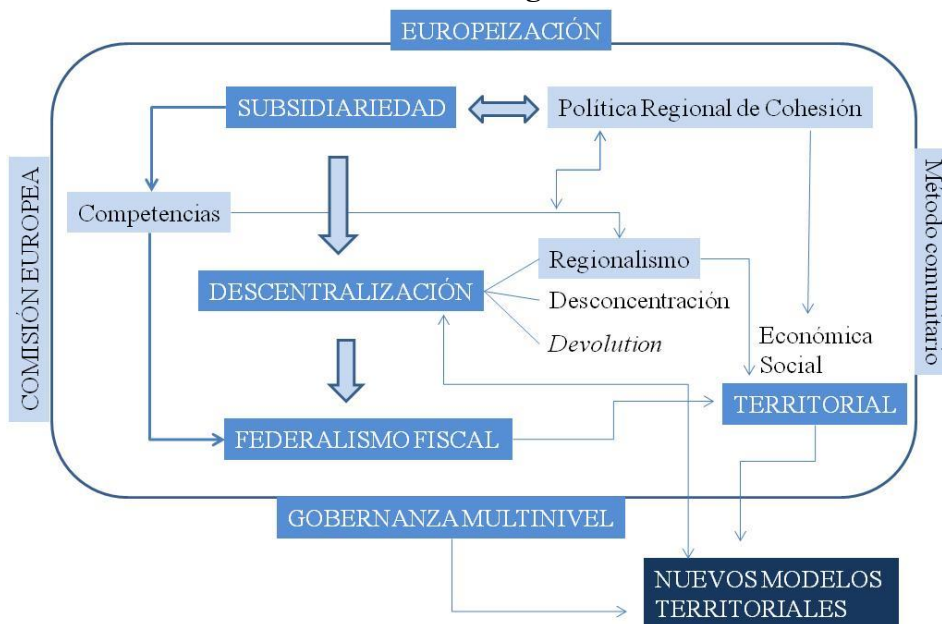 EUROPEIZACIÓN
SUBSIDIARIEDAD
Política Regional de Cohesión
COMISIÓN EUROPEA
Método comunitario
Competencias
Regionalismo
DESCENTRALIZACIÓN
Desconcentración
Devolution
Económica
Social
TERRITORIAL
FEDERALISMO FISCAL
GOBERNANZA MULTINIVEL
NUEVOS MODELOS
TERRITORIALES